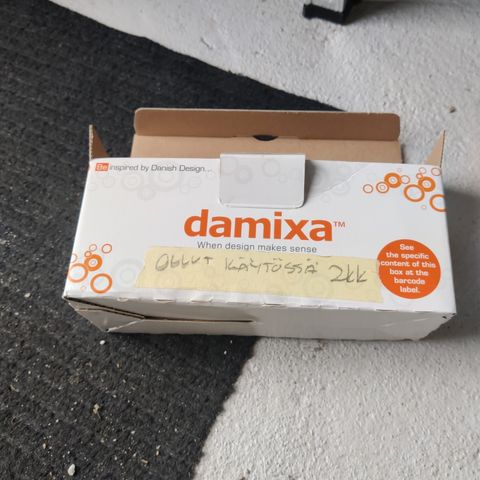 Be inspired by Danish Design...
damixa™
When design makes sense
OLLUT KÄYTÖSSÄ 2KK
See
the specific
content of this
box at the
barcode
label.